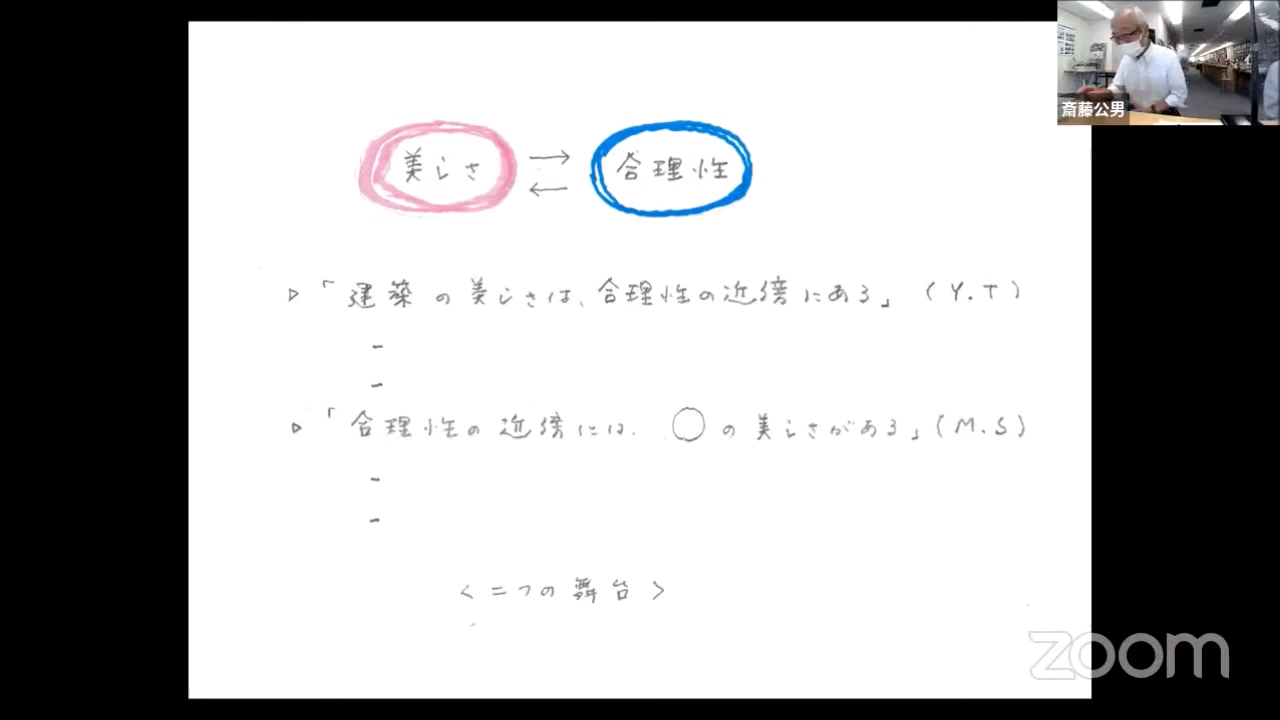 斎藤公男
美しさ → ← 合理性
▷「建築の美しさは、合理性の近傍にある」(Y.T)
-
-
▷「合理性の近傍には、○の美しさがある」(M.S)
-
-
<二つの舞台>
zoom